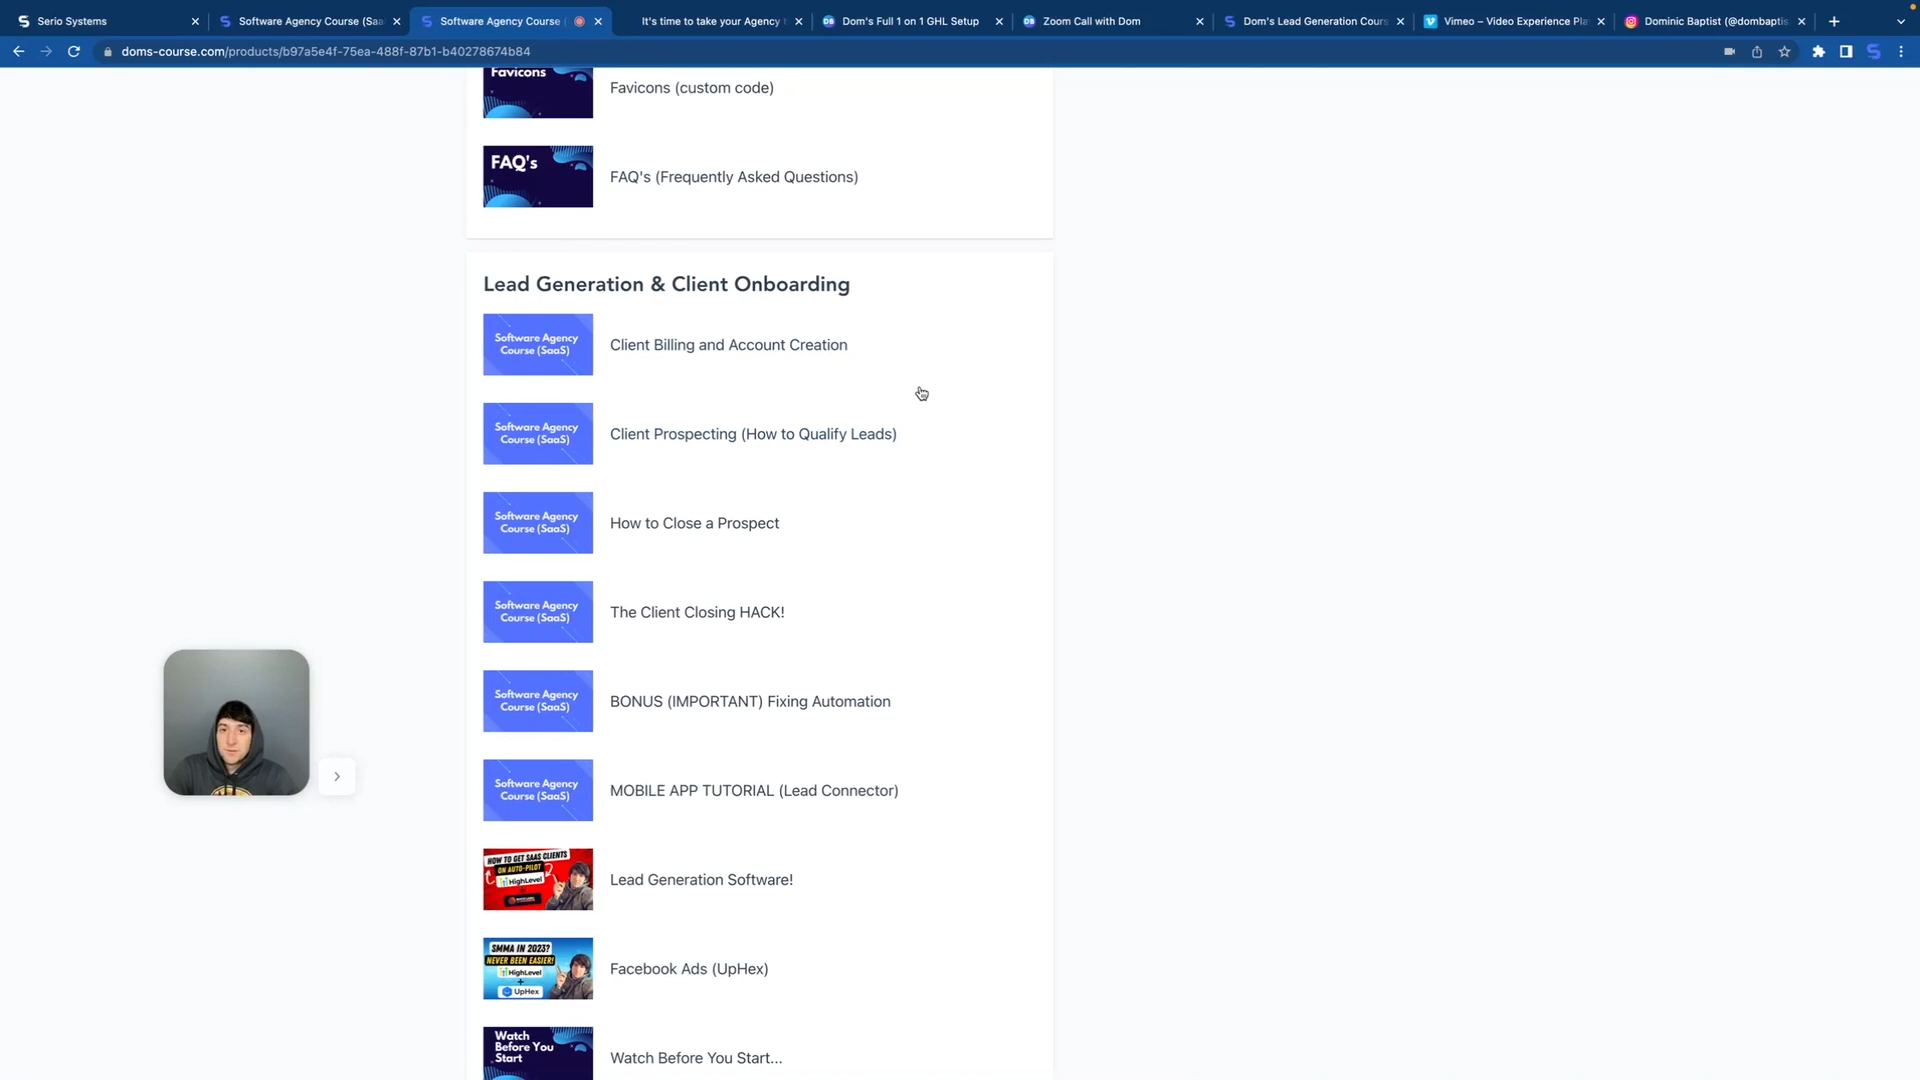 Serio Systems
Software Agency Course (Saa
Software Agency Course (
It's time to take your Agency t
Dom's Full 1 on 1 GHL Setup
Zoom Call with Dom
Dom's Lead Generation Cours
Vimeo – Video Experience Pla
Dominic Baptist (@dombaptis
doms-course.com/products/b97a5e4f-75ea-488f-87b1-b40278674b84
Favicons
Favicons (custom code)
FAQ's
FAQ's (Frequently Asked Questions)
Lead Generation & Client Onboarding
Software Agency
Course (SaaS)
Client Billing and Account Creation
Software Agency
Course (SaaS)
Client Prospecting (How to Qualify Leads)
Software Agency
Course (SaaS)
How to Close a Prospect
Software Agency
Course (SaaS)
The Client Closing HACK!
Software Agency
Course (SaaS)
BONUS (IMPORTANT) Fixing Automation
Software Agency
Course (SaaS)
MOBILE APP TUTORIAL (Lead Connector)
HOW TO GET SAAS CLIENTS
ON AUTO-PILOT
HighLevel
Lead Generation Software!
SMMA IN 2023?
NEVER BEEN EASIER!
HighLevel
+
UpHex
Facebook Ads (UpHex)
Watch
Before You
Start
Watch Before You Start...